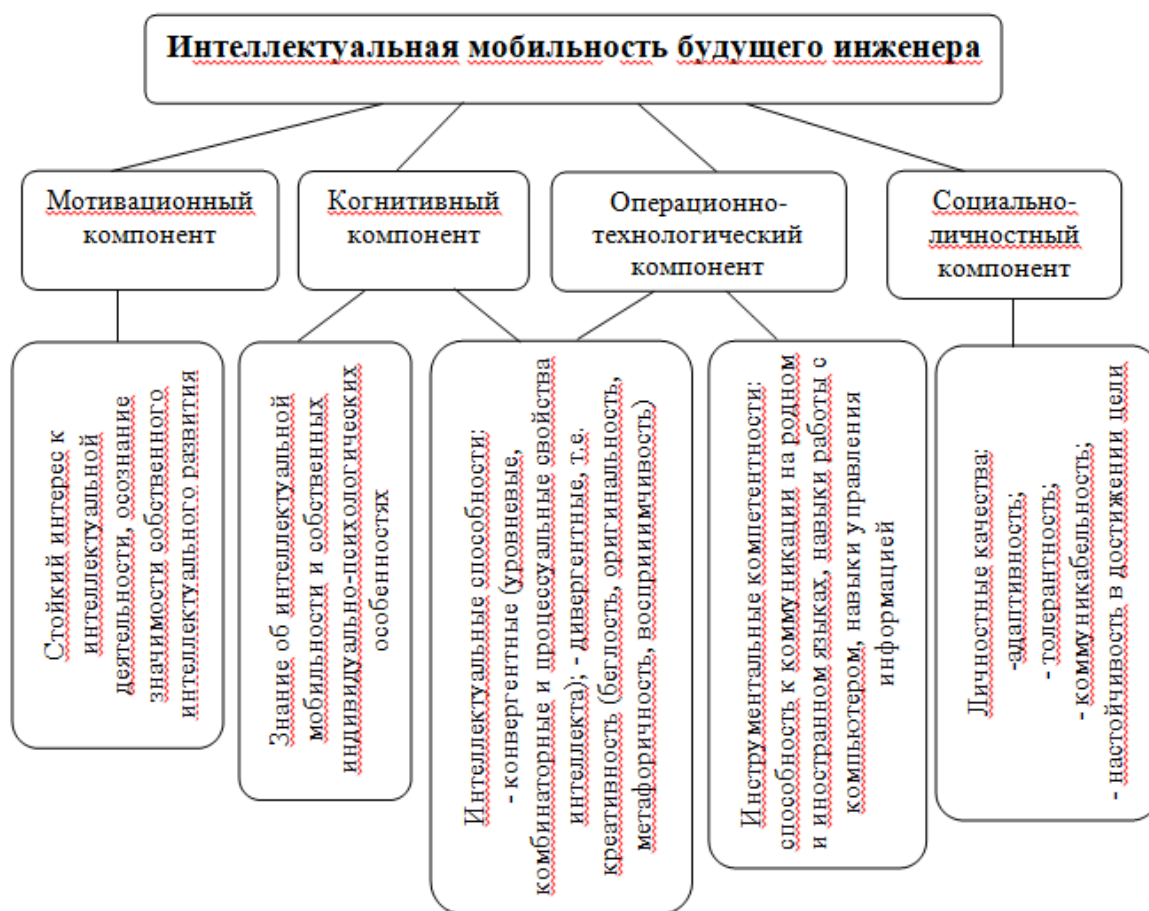 Интеллектуальная мобильность будущего инженера
Мотивационный
компонент
Когнитивный
компонент
Операционно-
технологический
компонент
Социально-
личностный
компонент
Стойкий интерес к
интеллектуальной
деятельности, осознание
значимости собственного
интеллектуального развития
Знание об интеллектуальной
мобильности и собственных
индивидуально-психологических
особенностях
Интеллектуальные способности:
- конвергентные (уровневые,
комбинаторные и процессуальные свойства
интеллекта); - дивергентные, т.е.
креативность (беглость, оригинальность,
метафоричность, восприимчивость)
Инструментальные компетентности:
способность к коммуникации на родном
и иностранном языках, навыки работы с
компьютером, навыки управления
информацией
Личностные качества:
-адаптивность;
- толерантность;
- коммуникабельность;
- настойчивость в достижении цели